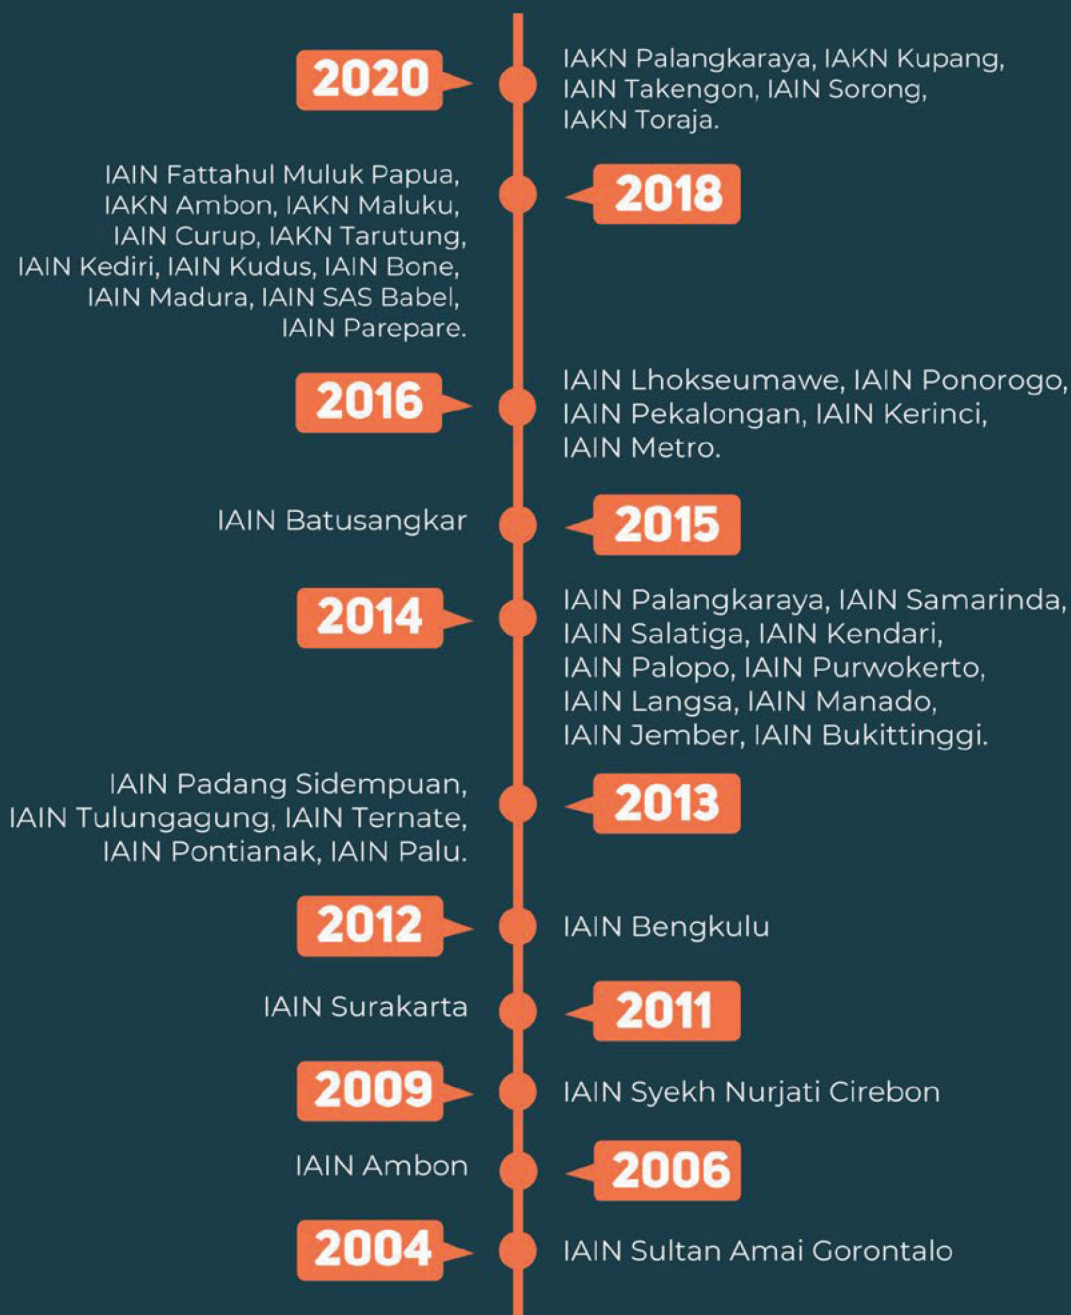 2020
IAKN Palangkaraya, IAKN Kupang,
IAIN Takengon, IAIN Sorong,
IAKN Toraja.
2018
IAIN Fattahul Muluk Papua,
IAKN Ambon, IAKN Maluku,
IAIN Curup, IAKN Tarutung,
IAIN Kediri, IAIN Kudus, IAIN Bone,
IAIN Madura, IAIN SAS Babel,
IAIN Parepare.
2016
IAIN Lhokseumawe, IAIN Ponorogo,
IAIN Pekalongan, IAIN Kerinci,
IAIN Metro.
2015
IAIN Batusangkar
2014
IAIN Palangkaraya, IAIN Samarinda,
IAIN Salatiga, IAIN Kendari,
IAIN Palopo, IAIN Purwokerto,
IAIN Langsa, IAIN Manado,
IAIN Jember, IAIN Bukittinggi.
2013
IAIN Padang Sidempuan,
IAIN Tulungagung, IAIN Ternate,
IAIN Pontianak, IAIN Palu.
2012
IAIN Bengkulu
2011
IAIN Surakarta
2009
IAIN Syekh Nurjati Cirebon
2006
IAIN Ambon
2004
IAIN Sultan Amai Gorontalo